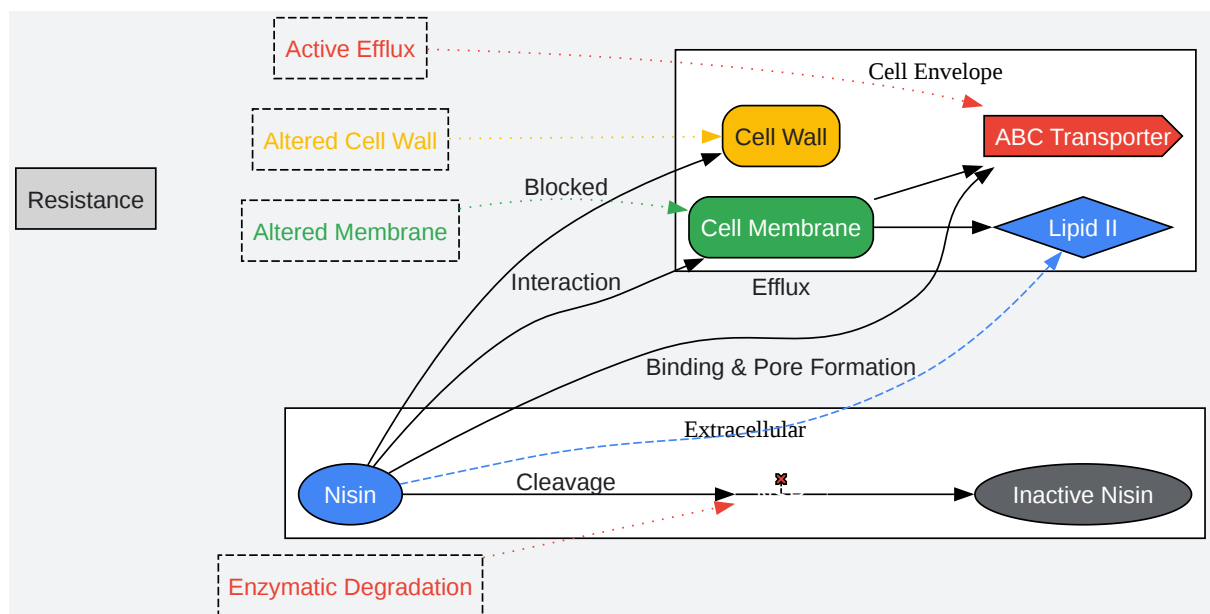 Active Efflux
Cell Envelope
Altered Cell Wall
Cell Wall
ABC Transporter
Resistance
Blocked
Altered Membrane
Cell Membrane
Lipid II
Interaction
Efflux
Binding & Pore Formation
Extracellular
Nisin
Cleavage
Inactive Nisin
Enzymatic Degradation